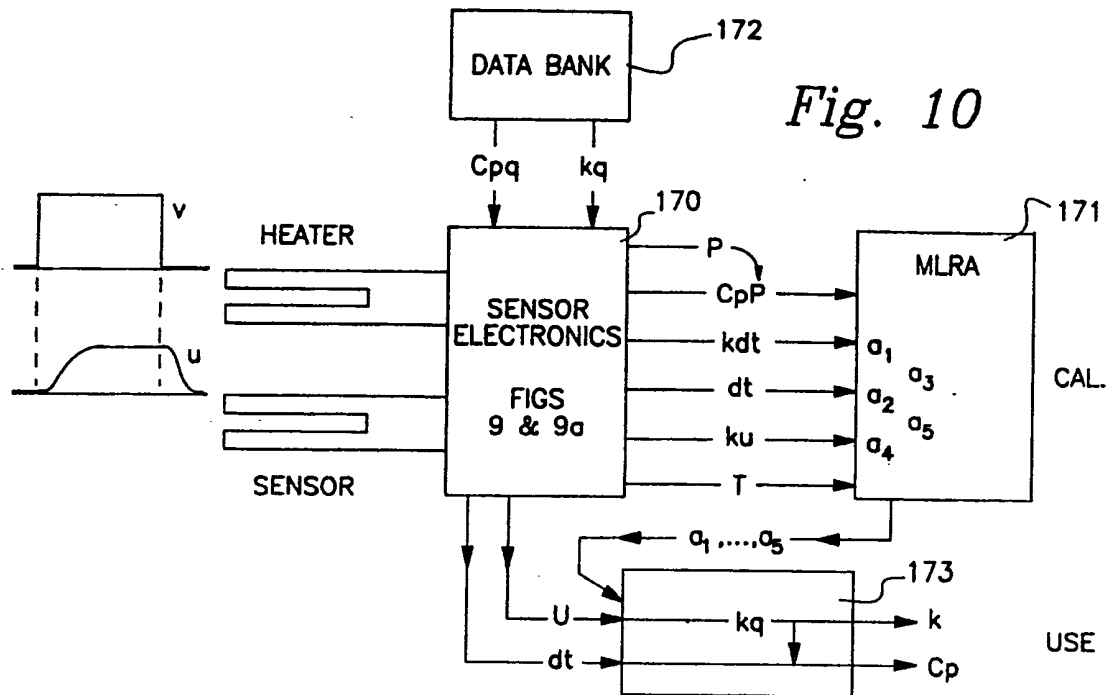 172
DATA BANK
Fig. 10
Cpq kq
170
171
v
HEATER
P
MLRA
CpP
SENSOR
ELECTRONICS
kdt
a₁
u
a₃
CAL.
FIGS
9 & 9a
dt
a₂
a₅
ku
a₄
SENSOR
T
a₁,...,a₅
173
U
kq
k
USE
dt
Cp